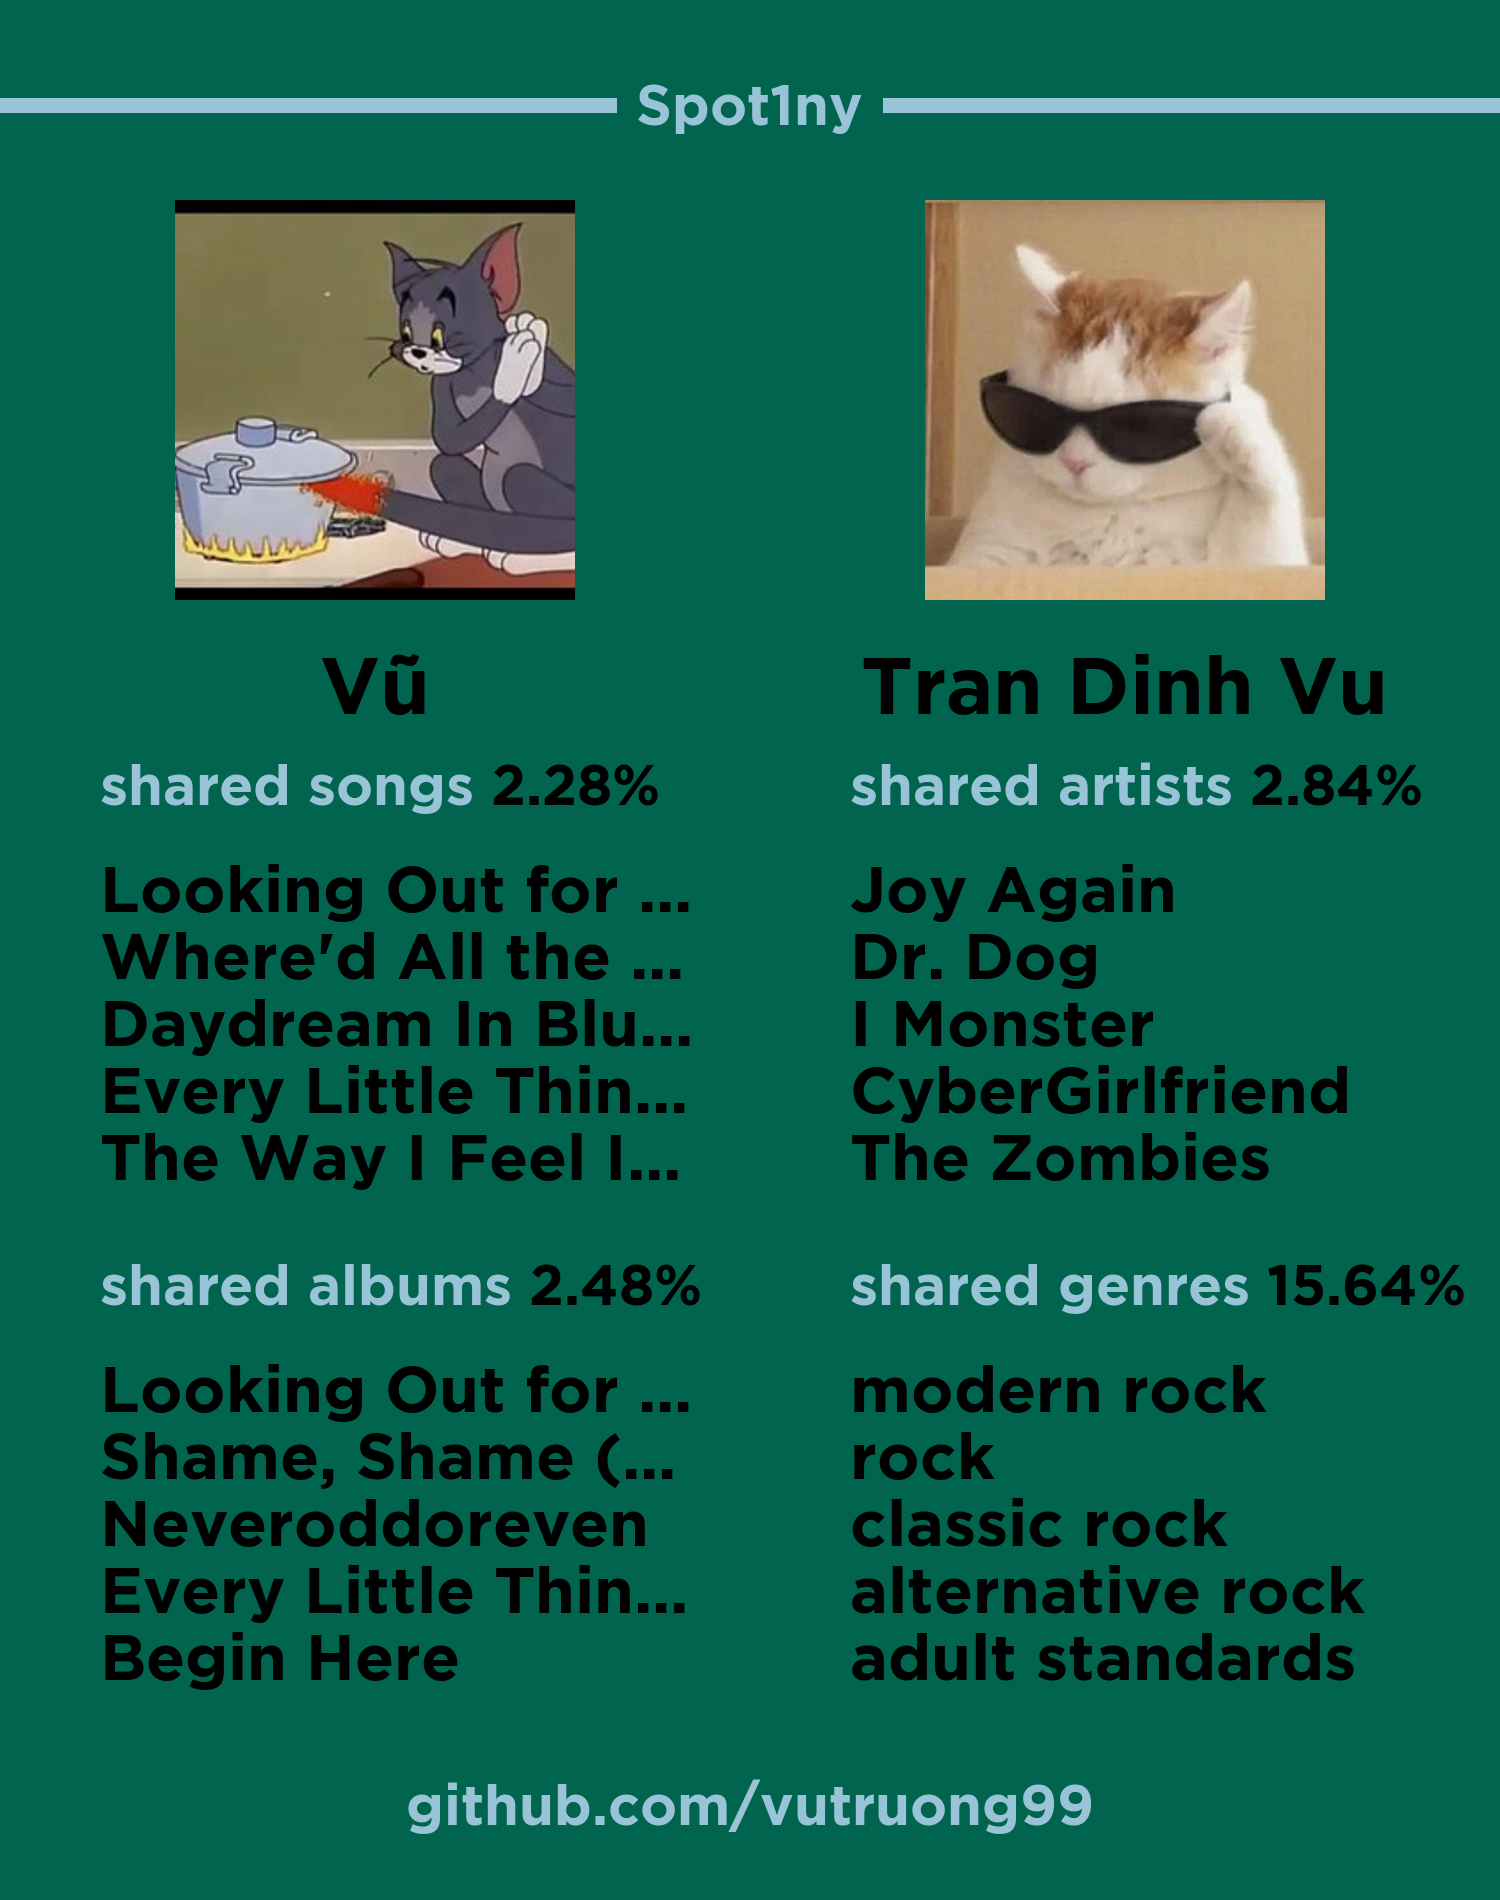 Spot1ny
Vũ
Tran Dinh Vu
shared songs 2.28%
Looking Out for ...
Where'd All the ...
Daydream In Blu...
Every Little Thin...
The Way I Feel I...
shared artists 2.84%
Joy Again
Dr. Dog
I Monster
CyberGirlfriend
The Zombies
shared albums 2.48%
Looking Out for ...
Shame, Shame (...
Neveroddoreven
Every Little Thin...
Begin Here
shared genres 15.64%
modern rock
rock
classic rock
alternative rock
adult standards
github.com/vutruong99